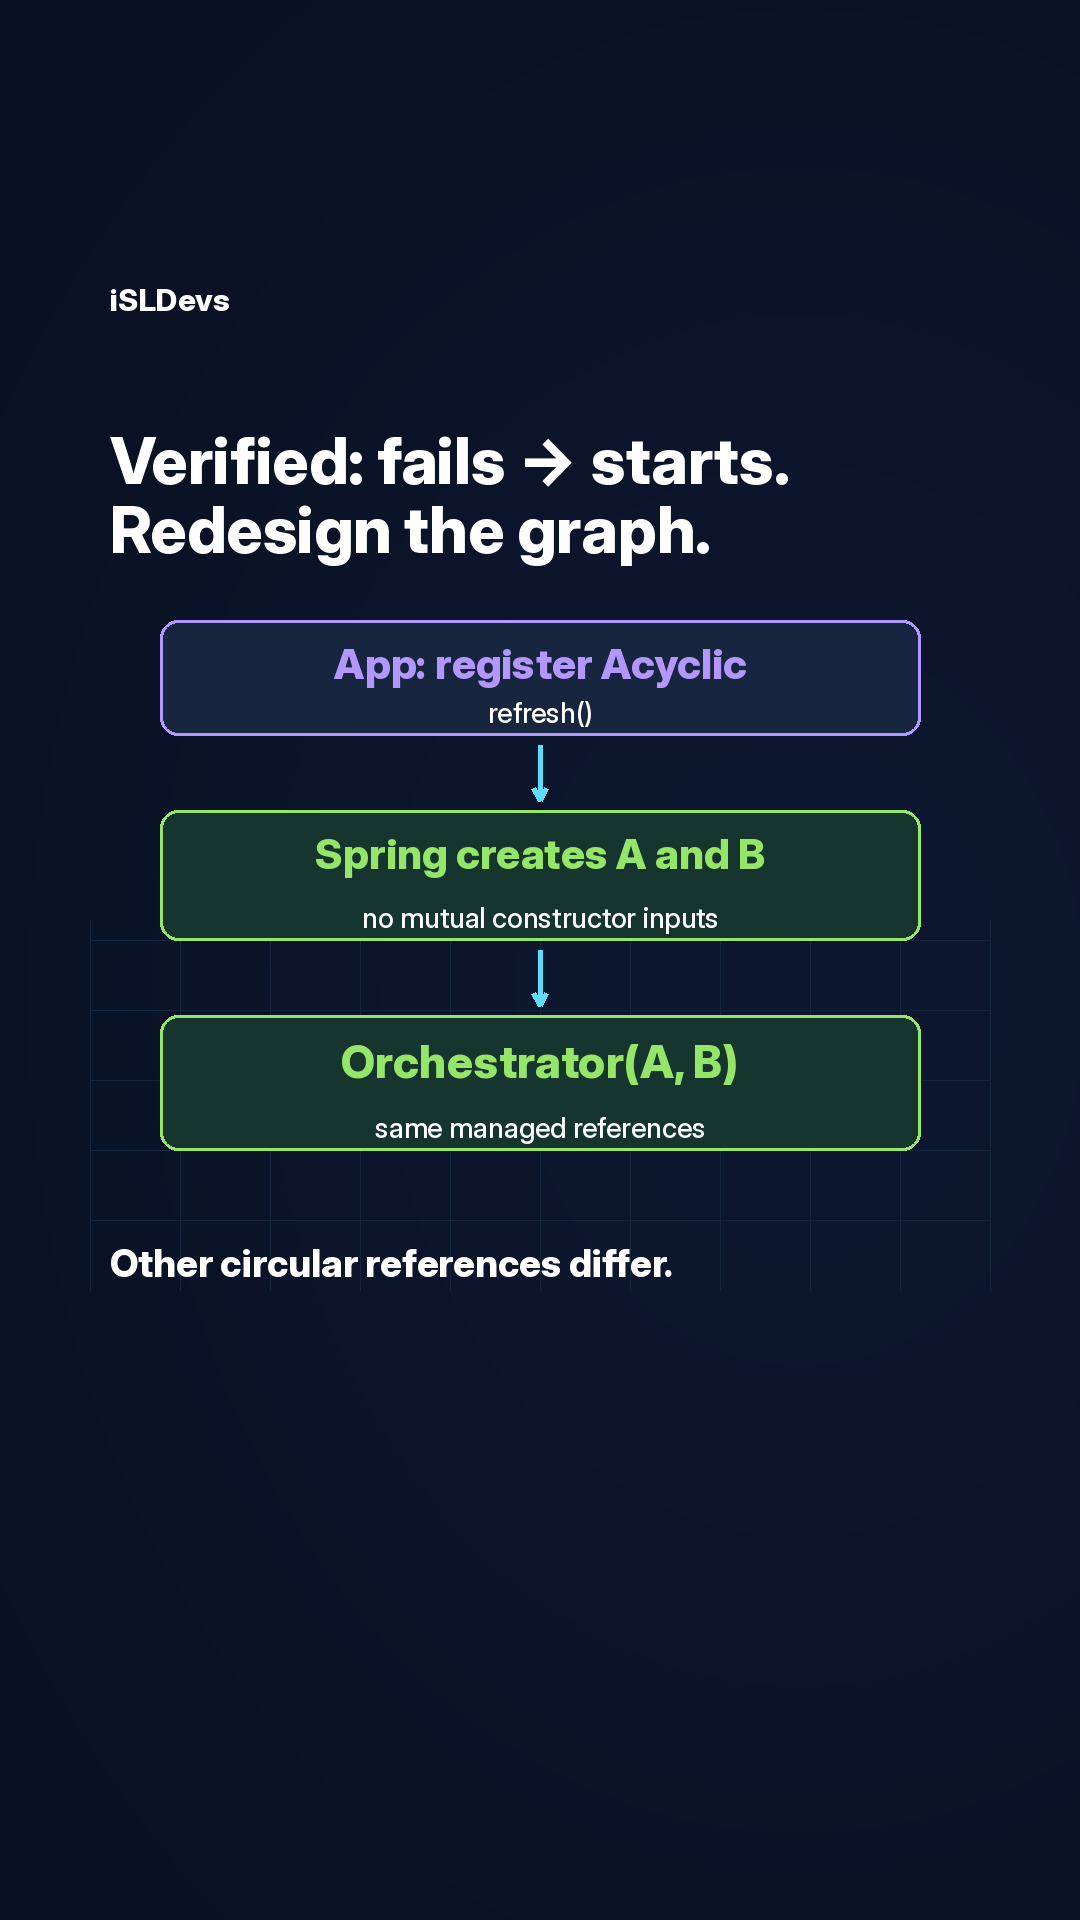 iSLDevs
Verified: fails → starts.
Redesign the graph.
App: register Acyclic
refresh()
Spring creates A and B
no mutual constructor inputs
Orchestrator(A, B)
same managed references
Other circular references differ.